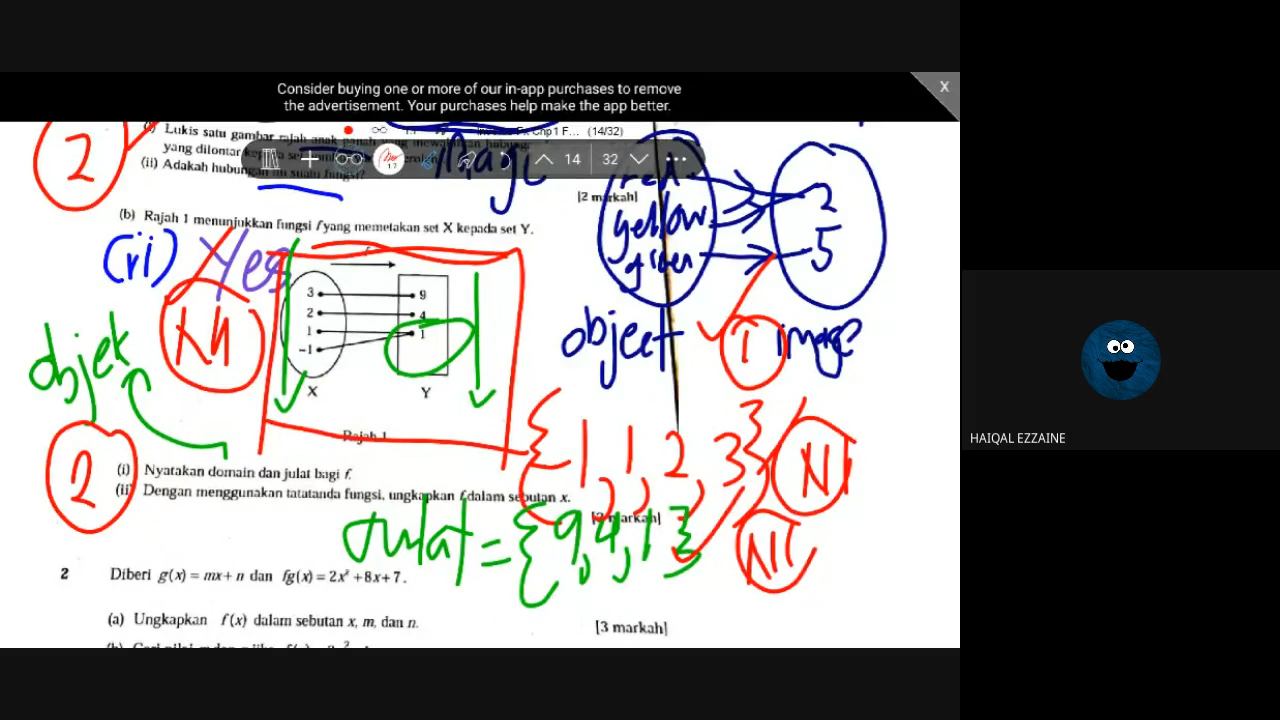 Consider buying one or more of our in-app purchases to remove
the advertisement. Your purchases help make the app better.
X
Chp1 F... (14/32)
14 32
2
Lukis satu gambar rajah anak panah yang
yang dilontar
(ii) Adakah hubungan ini suatu fungsi?
[2 markah]
(b) Rajah 1 menunjukkan fungsi f yang memetakan set X kepada set Y.
(ii) Yes
yellow
2
5
object
image
1
objek
f
3
2
1
−1
9
4
1
X
Y
Rajah 1
{ 1, 1, 2, 3 }
N1
2
(i) Nyatakan domain dan julat bagi f.
(ii) Dengan menggunakan tatatanda fungsi, ungkapkan f dalam sebutan x.
[2 markah]
Julat = {9, 4, 1}
N1
2 Diberi g(x) = mx + n dan fg(x) = 2x² + 8x + 7.
(a) Ungkapkan f(x) dalam sebutan x, m, dan n.
[3 markah]
HAIQAL EZZAINE